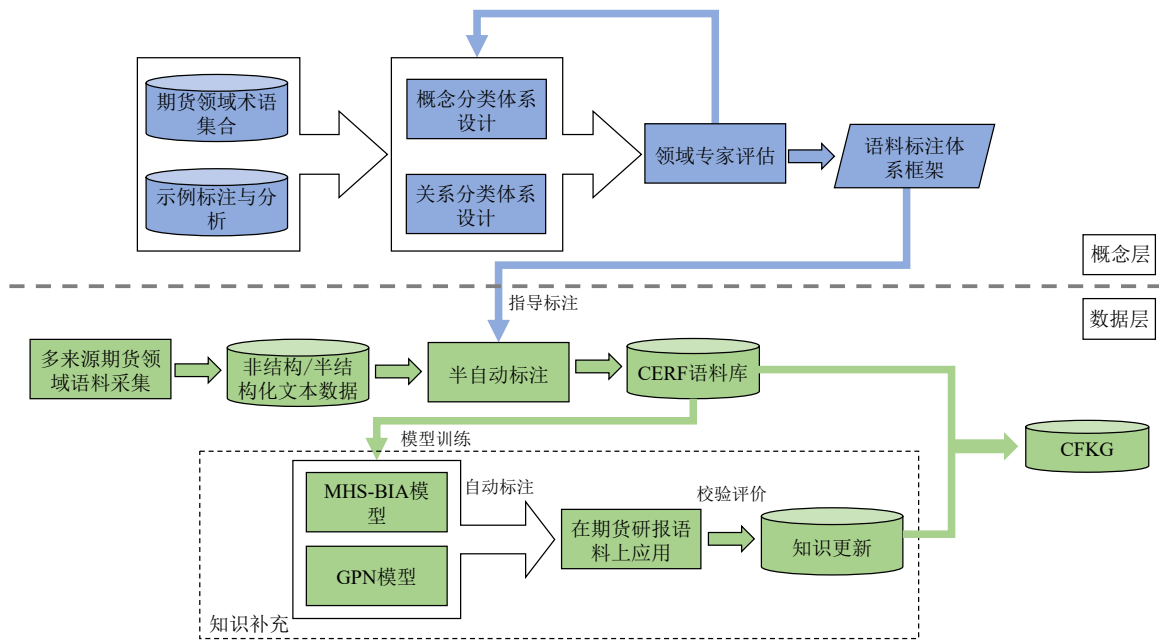 期货领域术语
集合
示例标注与分
析
概念分类体系
设计
关系分类体系
设计
领域专家评估
语料标注体
系框架
概念层
指导标注
数据层
多来源期货领
域语料采集
非结构/半结
构化文本数据
半自动标注
CERF语料库
模型训练
CFKG
MHS-BIA模
型
GPN模型
自动标注
在期货研报语
料上应用
校验评价
知识更新
知识补充